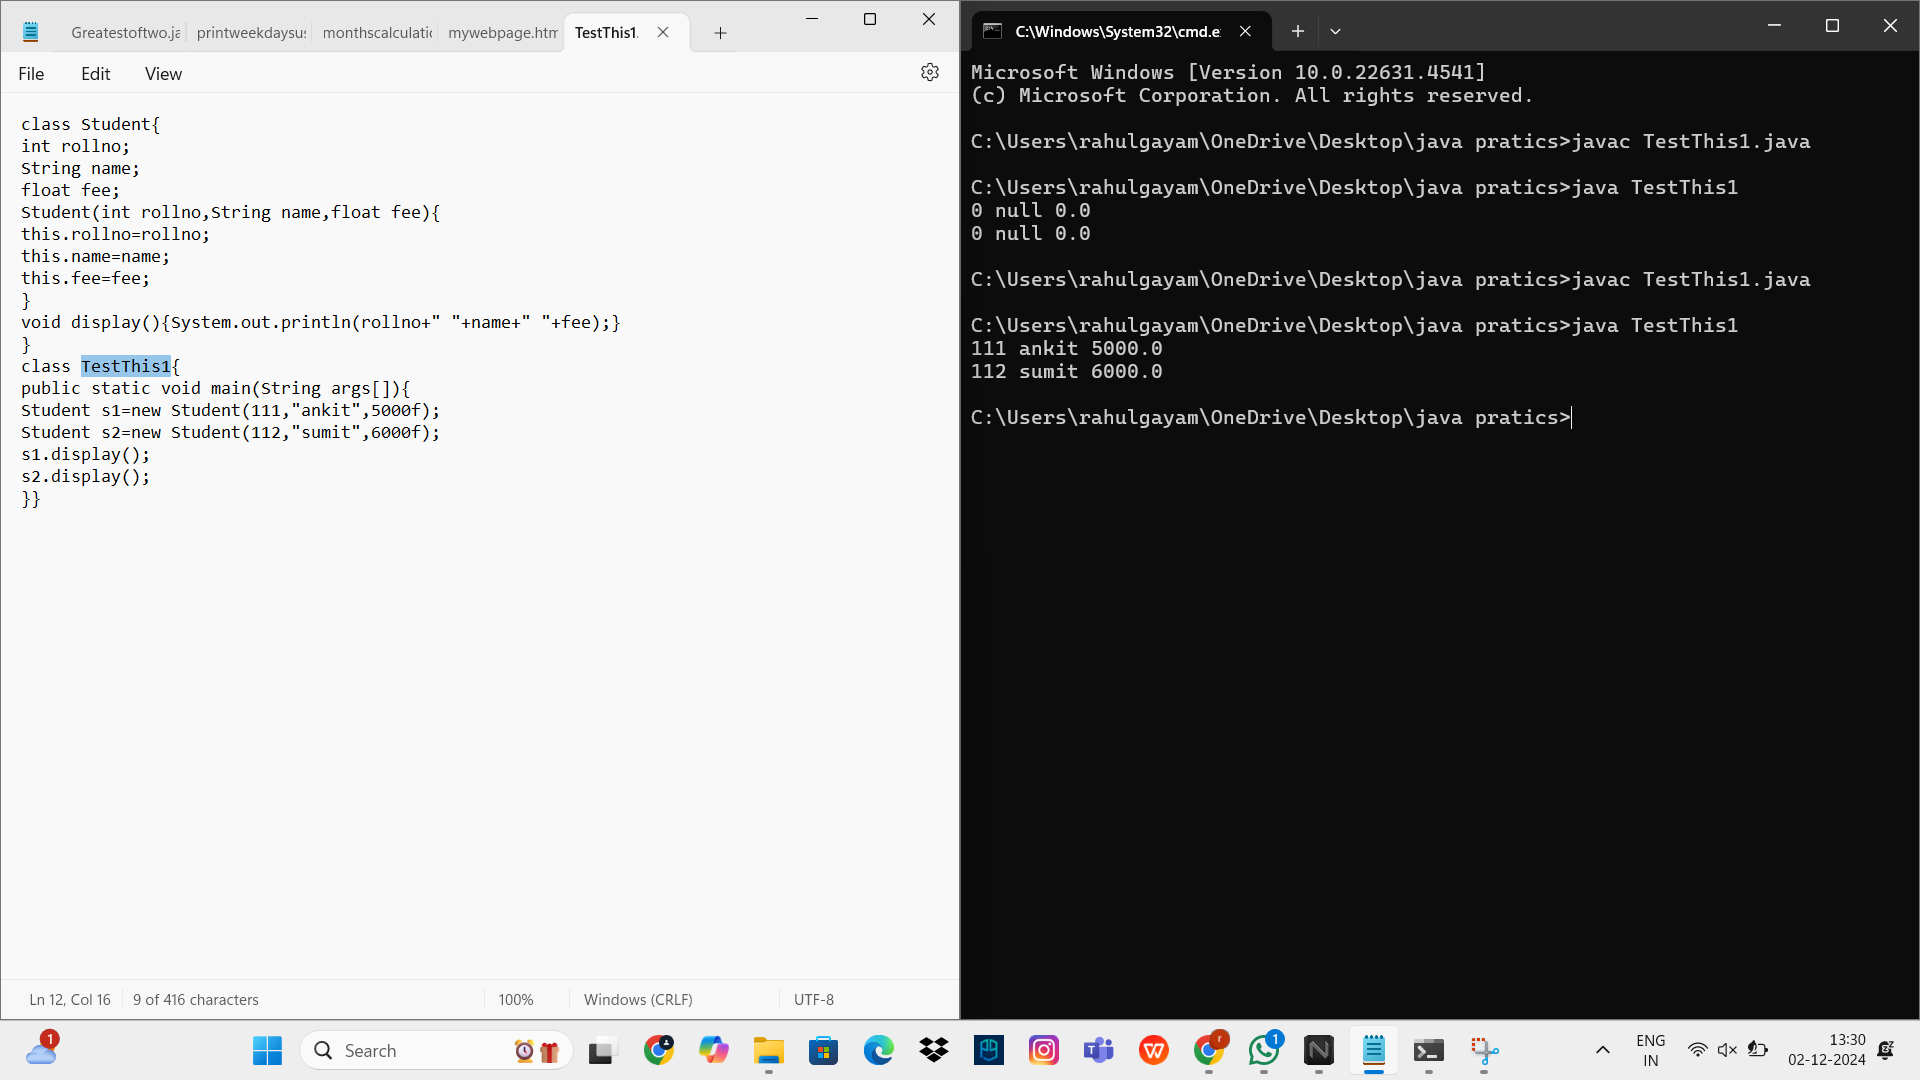 Greatestoftwo.ja
printweekdaysus
monthscalculatio
mywebpage.htm
TestThis1.
File Edit View
class Student{
int rollno;
String name;
float fee;
Student(int rollno,String name,float fee){
this.rollno=rollno;
this.name=name;
this.fee=fee;
}
void display(){System.out.println(rollno+" "+name+" "+fee);}
}
class TestThis1{
public static void main(String args[]){
Student s1=new Student(111,"ankit",5000f);
Student s2=new Student(112,"sumit",6000f);
s1.display();
s2.display();
}}
Ln 12, Col 16 9 of 416 characters 100% Windows (CRLF) UTF-8
C:\Windows\System32\cmd.e
Microsoft Windows [Version 10.0.22631.4541]
(c) Microsoft Corporation. All rights reserved.
C:\Users\rahulgayam\OneDrive\Desktop\java pratics>javac TestThis1.java
C:\Users\rahulgayam\OneDrive\Desktop\java pratics>java TestThis1
0 null 0.0
0 null 0.0
C:\Users\rahulgayam\OneDrive\Desktop\java pratics>javac TestThis1.java
C:\Users\rahulgayam\OneDrive\Desktop\java pratics>java TestThis1
111 ankit 5000.0
112 sumit 6000.0
C:\Users\rahulgayam\OneDrive\Desktop\java pratics>
1
Search
r
1
ENG
IN
13:30
02-12-2024